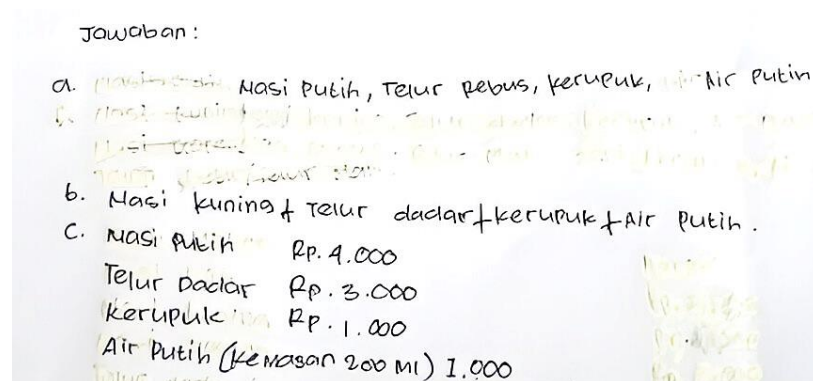 Jawaban :
a. Nasi Putih, Telur Rebus, Kerupuk, Air Putih
b. Nasi kuning + Telur dadar + kerupuk + Air Putih.
C. Nasi Putih Rp. 4.000
Telur Dadar Rp. 3.000
Kerupuk Rp. 1.000
Air Putih (Kemasan 200 Ml) 1.000